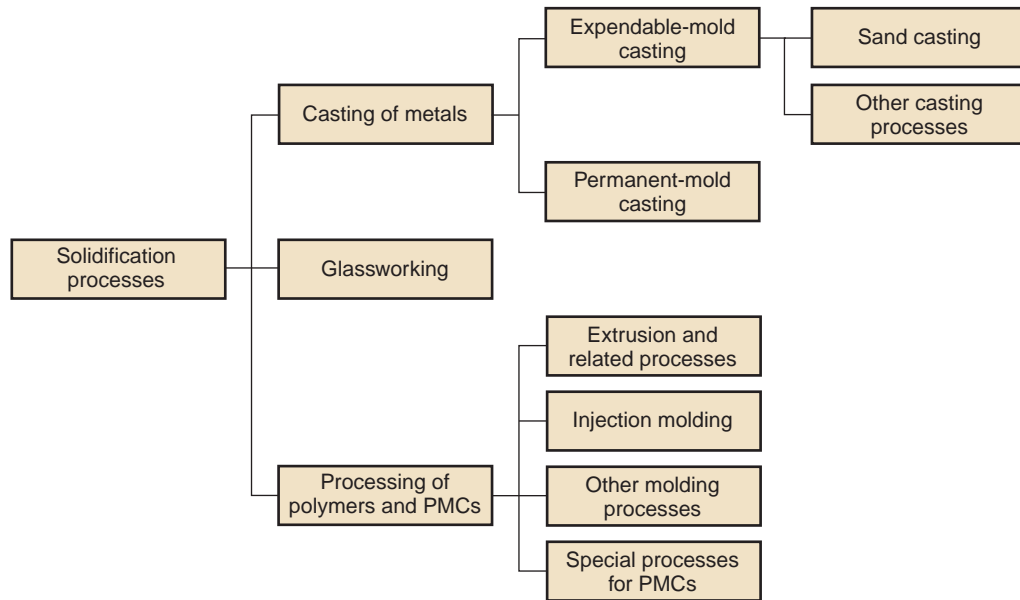 Expendable-mold
casting
Sand casting
Casting of metals
Other casting
processes
Permanent-mold
casting
Solidification
processes
Glassworking
Extrusion and
related processes
Injection molding
Processing of
polymers and PMCs
Other molding
processes
Special processes
for PMCs